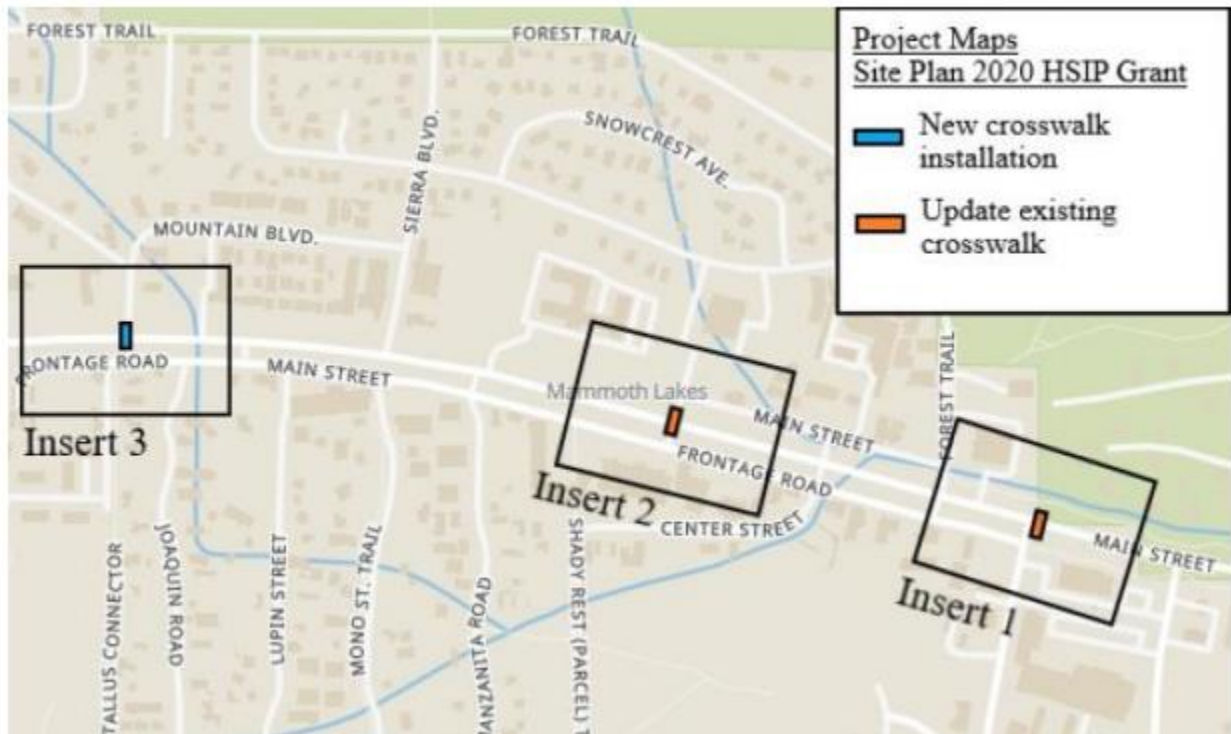 FOREST TRAIL
FOREST TRAIL
Project Maps
Site Plan 2020 HSIP Grant
New crosswalk
installation
Update existing
crosswalk
SNOWCREST AVE.
SIERRA BLVD.
MOUNTAIN BLVD.
FRONTAGE ROAD
MAIN STREET
Mammoth Lakes
MAIN STREET
FRONTAGE ROAD
FOREST TRAIL
Insert 3
Insert 2
CENTER STREET
MAIN STREET
Insert 1
TALLUS CONNECTOR
JOAQUIN ROAD
LUPIN STREET
MONO ST. TRAIL
MANZANITA ROAD
SHADY REST (PARCEL) T